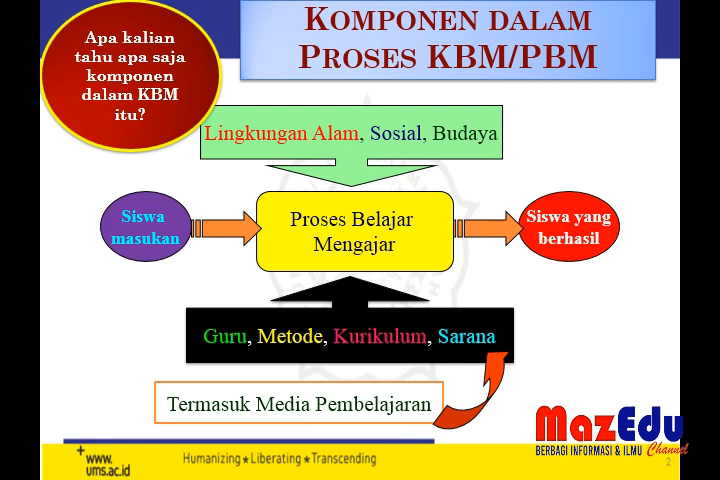 Apa kalian
tahu apa saja
komponen
dalam KBM
itu?
KOMPONEN DALAM
PROSES KBM/PBM
Lingkungan Alam, Sosial, Budaya
Siswa
masukan
Proses Belajar
Mengajar
Siswa yang
berhasil
Guru, Metode, Kurikulum, Sarana
Termasuk Media Pembelajaran
MazEdu
BERBAGI INFORMASI & ILMU Channel
www.
ums.ac.id
Humanizing ★ Liberating ★ Transcending
2